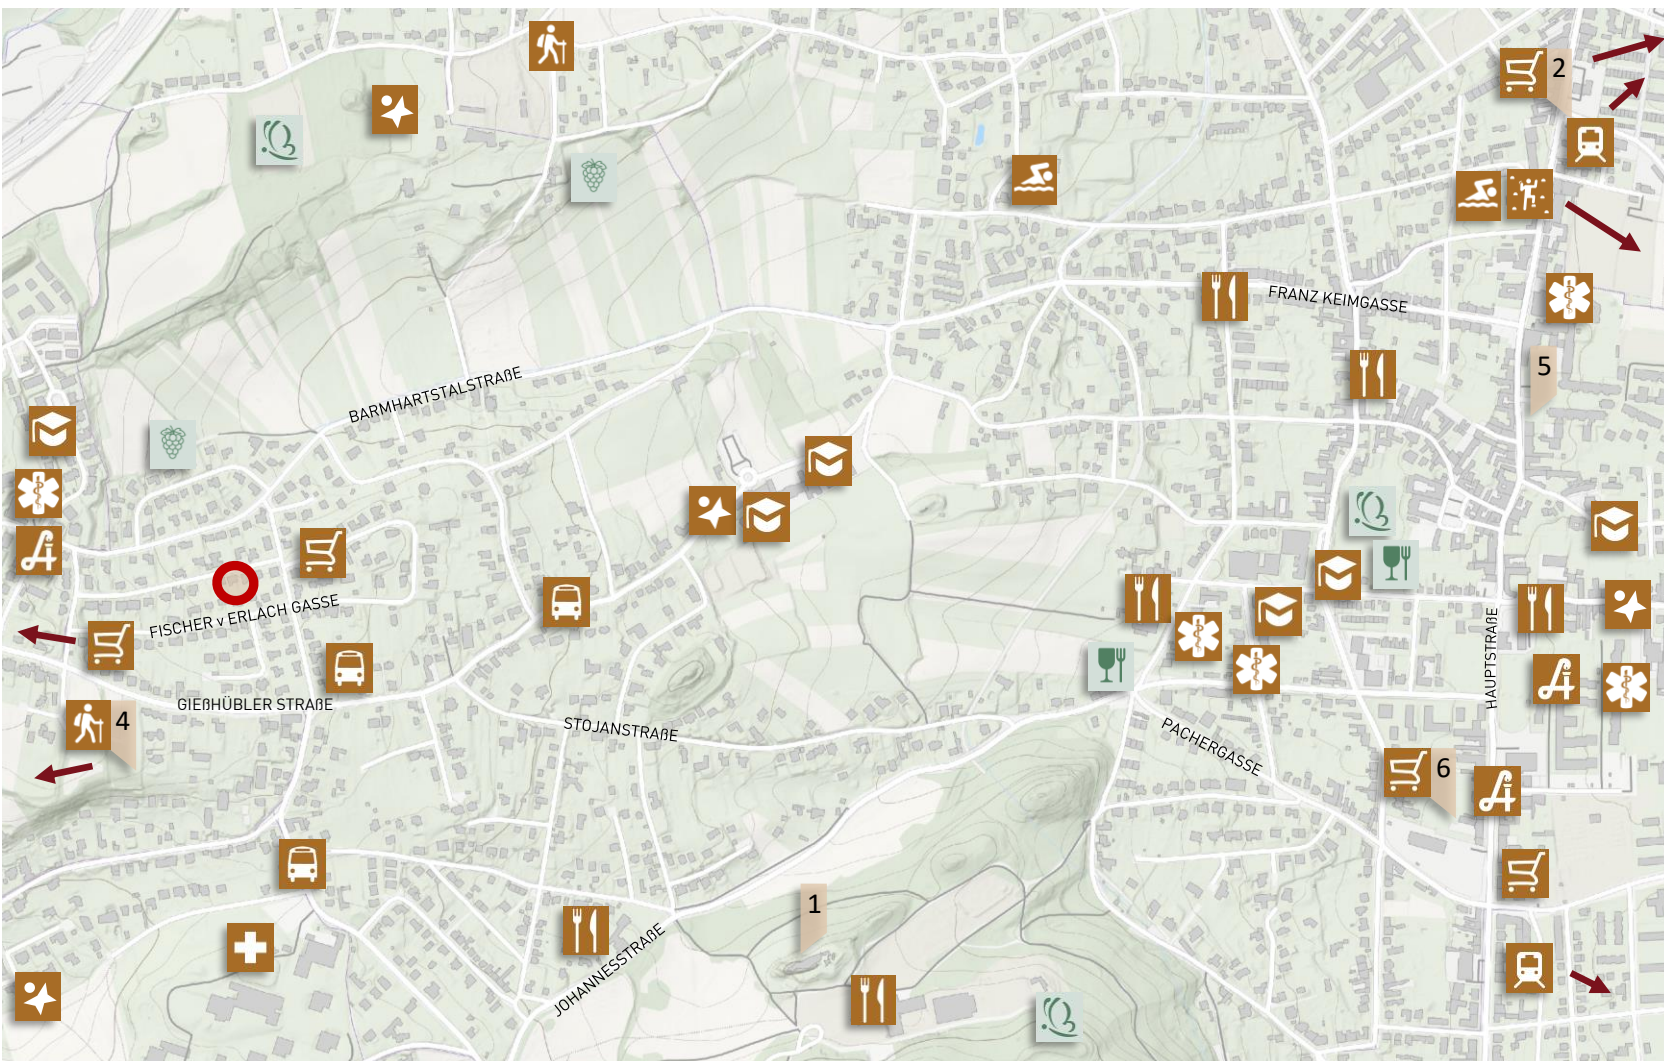 2
FRANZ KEIMGASSE
5
BARMHARTSTALSTRAßE
FISCHER v ERLACH GASSE
HAUPTSTRAßE
GIEßHÜBLER STRAßE
4
STOJANSTRAßE
PACHERGASSE
6
1
JOHANNESSTRAßE